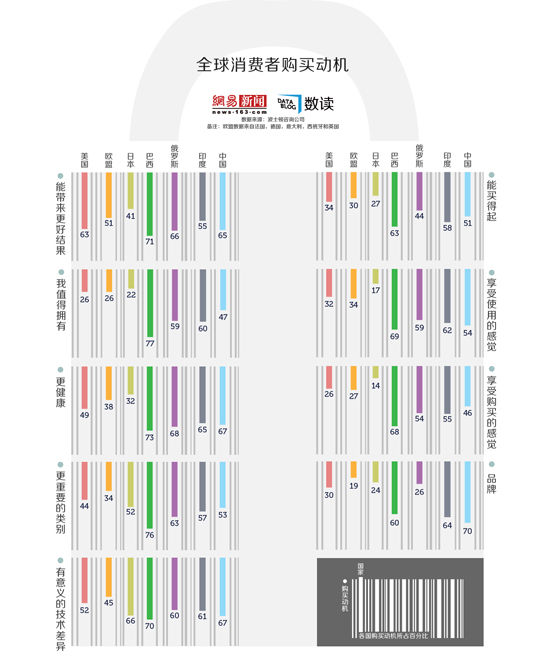 全球消费者购买动机
網易 新闻
news·163.com
DATA BLOG 数读
数据来源：波士顿咨询公司
备注：欧盟数据来自法国，德国，意大利，西班牙和英国
美国 欧盟 日本 巴西 俄罗斯 印度 中国
能带来更好结果
63 51 41 71 66 55 65
我值得拥有
26 26 22 77 59 60 47
更健康
49 38 32 73 68 65 67
更重要的类别
44 34 52 76 63 57 53
有意义的技术差异
52 45 66 70 60 61 67
美国 欧盟 日本 巴西 俄罗斯 印度 中国
能买得起
34 30 27 63 44 58 51
享受使用的感觉
32 34 17 69 59 62 54
享受购买的感觉
26 27 14 68 54 55 46
品牌
30 19 24 60 26 64 70
国家
购买动机
各国购买动机所占百分比